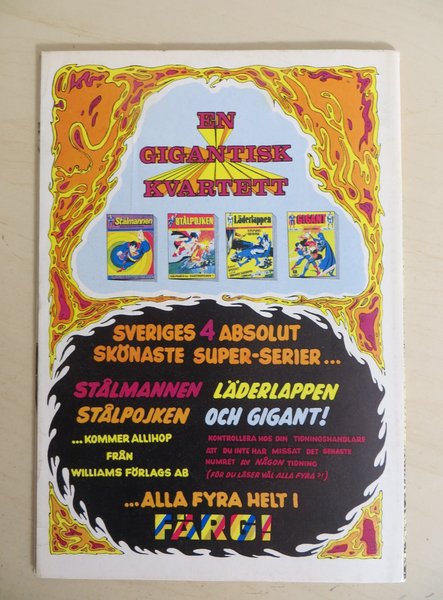 EN
GIGANTISK
KVARTETT
Stålmannen
STÅLPOJKEN
Läderlappen
GIGANT
SVERIGES 4 ABSOLUT
SKÖNASTE SUPER-SERIER...
STÅLMANNEN LÄDERLAPPEN
STÅLPOJKEN OCH GIGANT!
...KOMMER ALLIHOP
FRÅN
WILLIAMS FÖRLAGS AB
KONTROLLERA HOS DIN TIDNINGSHANDLARE
ATT DU INTE HAR MISSAT DET SENASTE
NUMRET AV NÅGON TIDNING
(FÖR DU LÄSER VÄL ALLA FYRA?!)
...ALLA FYRA HELT I
FÄRG!